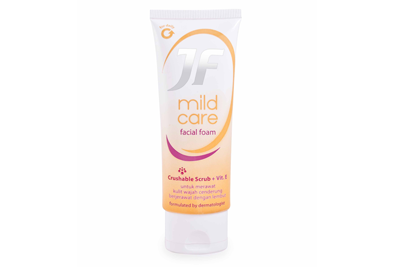 JF
mild
care
facial foam
Crushable Scrub + Vit. B
untuk merawat
kulit wajah cenderung
berjerawat dengan lembut
formulated by dermatologist